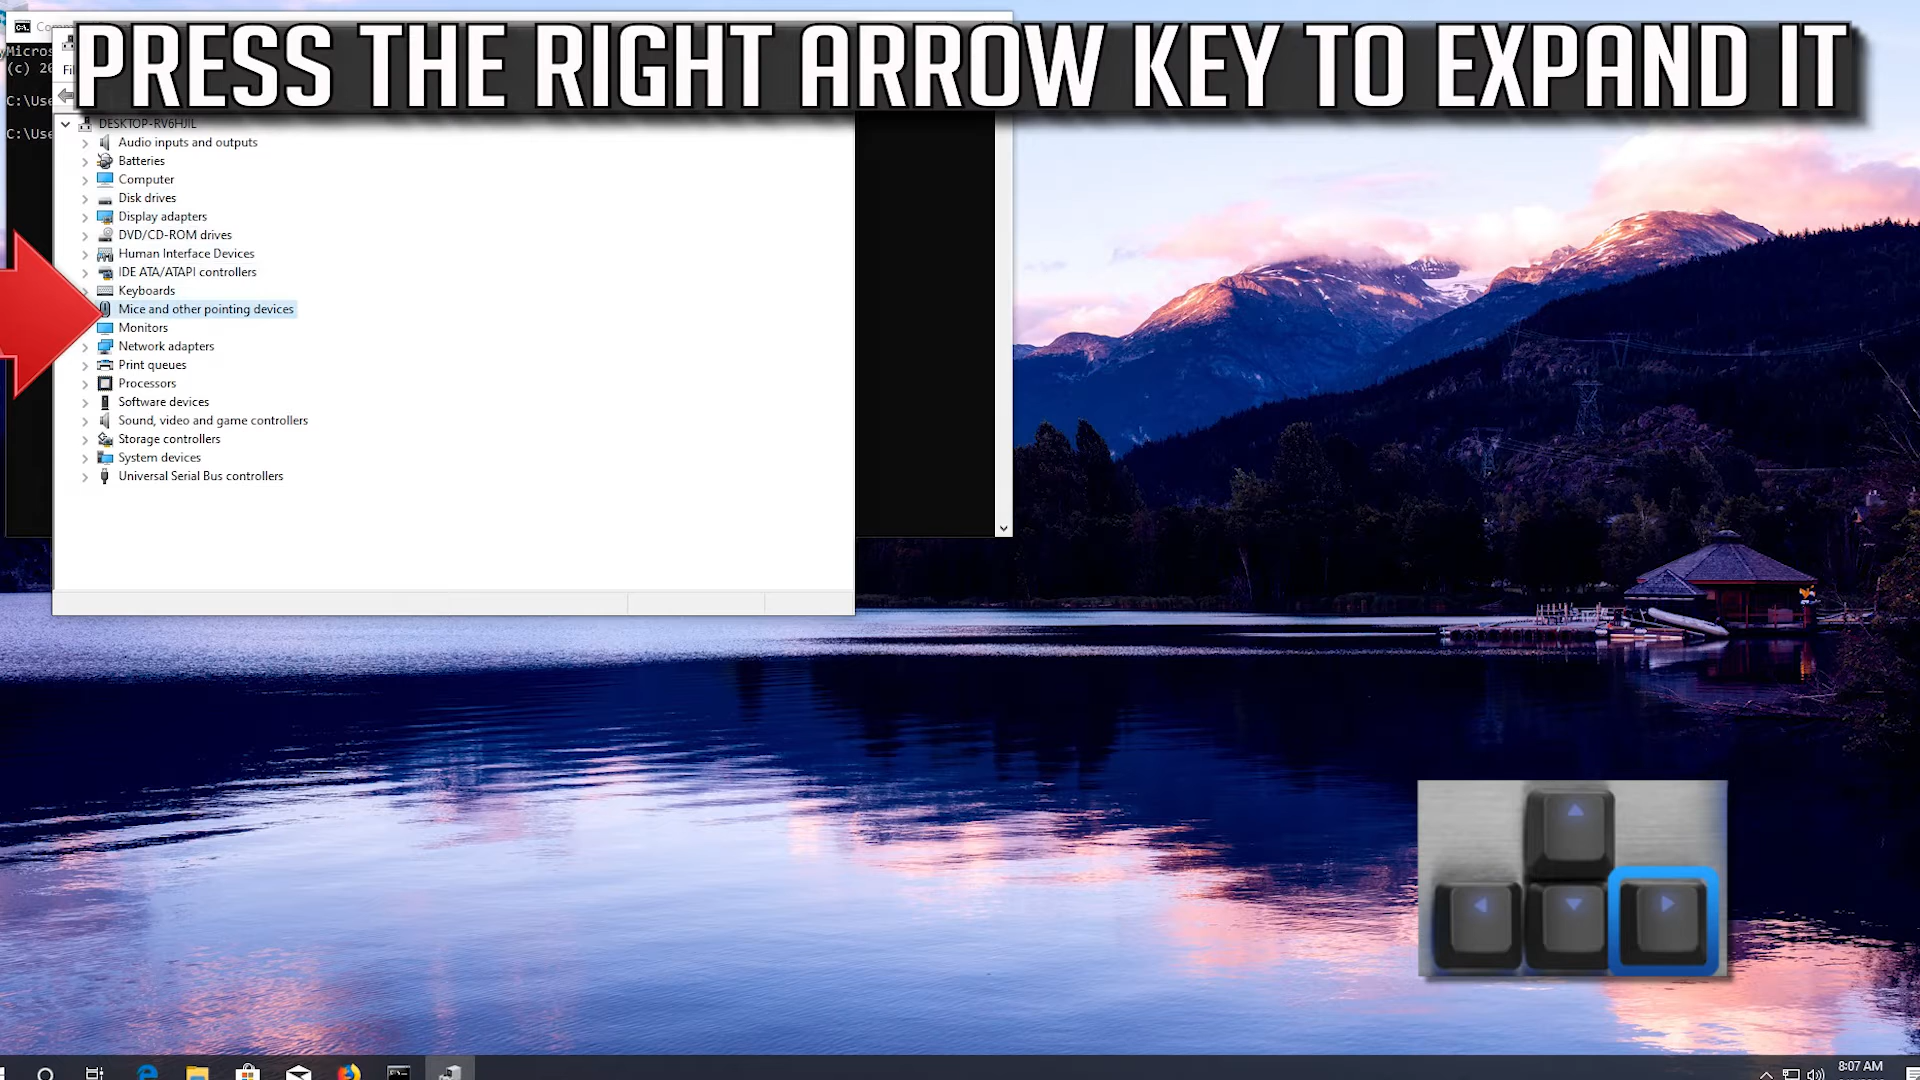 PRESS THE RIGHT ARROW KEY TO EXPAND IT
(c) 20
C:\Use
C:\Use
DESKTOP-RV6HJIL
Audio inputs and outputs
Batteries
Computer
Disk drives
Display adapters
DVD/CD-ROM drives
Human Interface Devices
IDE ATA/ATAPI controllers
Keyboards
Mice and other pointing devices
Monitors
Network adapters
Print queues
Processors
Software devices
Sound, video and game controllers
Storage controllers
System devices
Universal Serial Bus controllers
8:07 AM